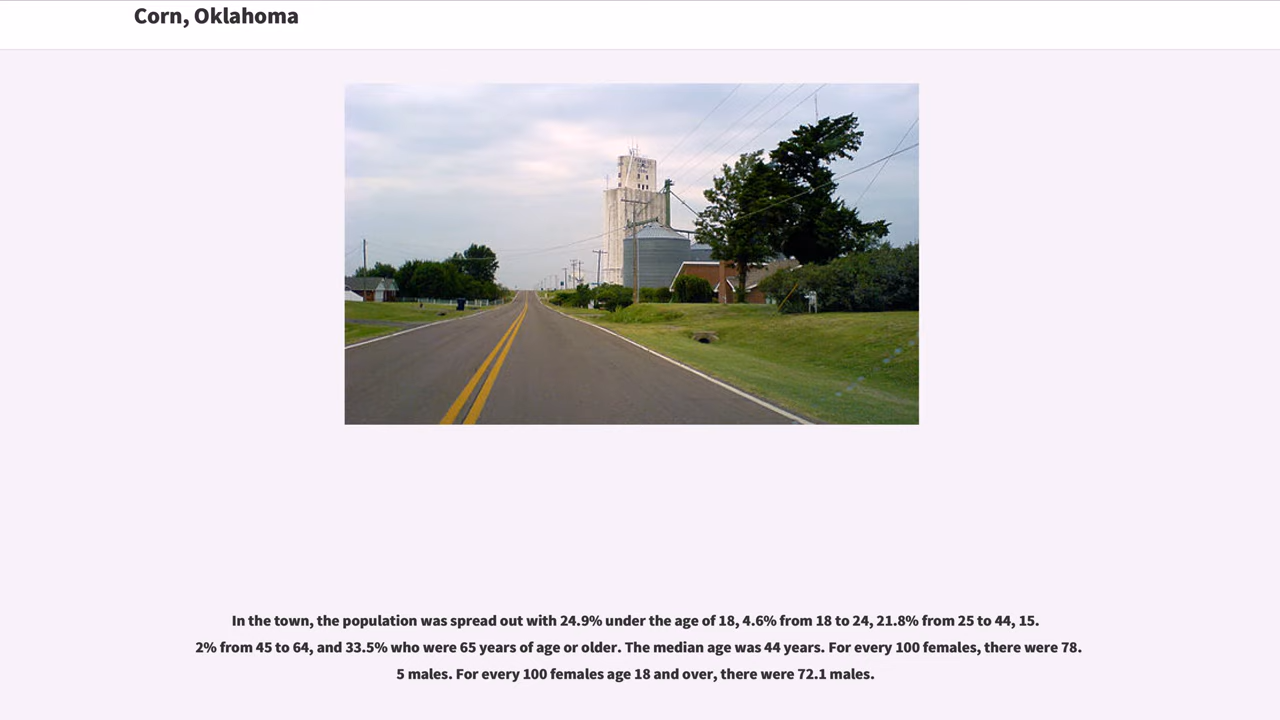 Corn, Oklahoma
In the town, the population was spread out with 24.9% under the age of 18, 4.6% from 18 to 24, 21.8% from 25 to 44, 15.
2% from 45 to 64, and 33.5% who were 65 years of age or older. The median age was 44 years. For every 100 females, there were 78.
5 males. For every 100 females age 18 and over, there were 72.1 males.